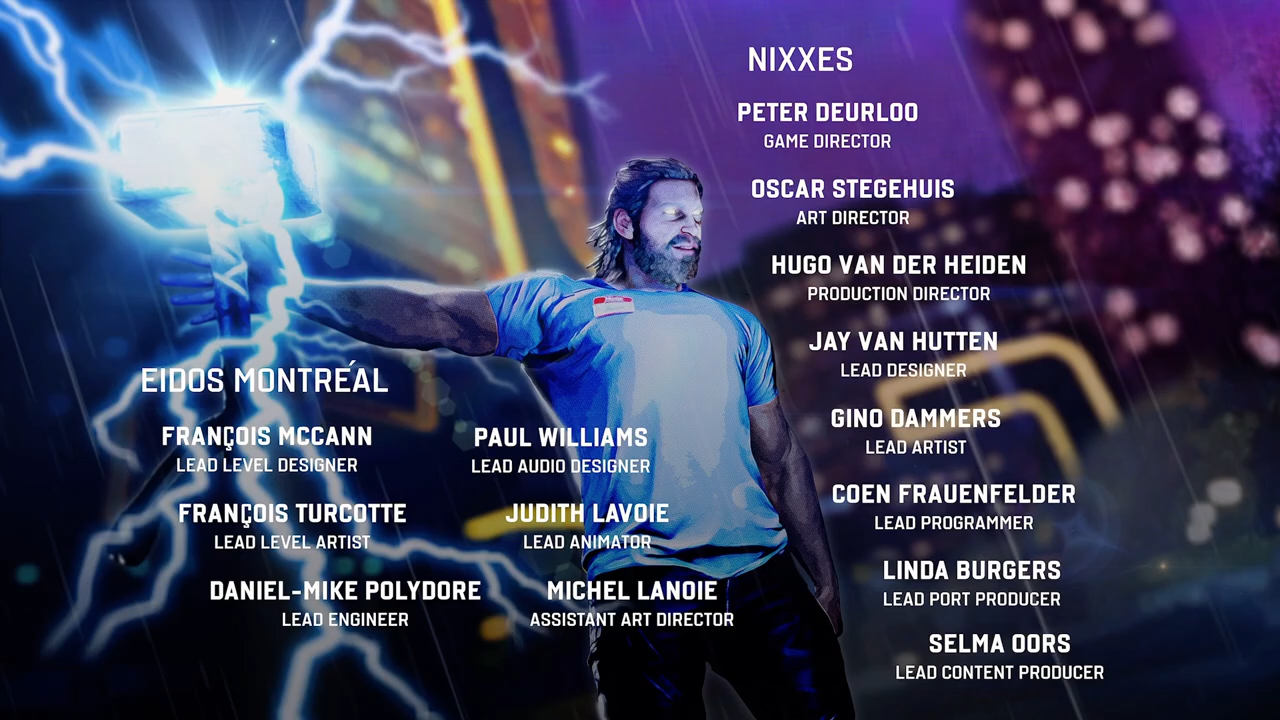 NIXXES
PETER DEURLOO
GAME DIRECTOR
OSCAR STEGEHUIS
ART DIRECTOR
HUGO VAN DER HEIDEN
PRODUCTION DIRECTOR
JAY VAN HUTTEN
LEAD DESIGNER
GINO DAMMERS
LEAD ARTIST
COEN FRAUENFELDER
LEAD PROGRAMMER
LINDA BURGERS
LEAD PORT PRODUCER
SELMA OORS
LEAD CONTENT PRODUCER
EIDOS MONTRÉAL
FRANÇOIS MCCANN
LEAD LEVEL DESIGNER
FRANÇOIS TURCOTTE
LEAD LEVEL ARTIST
DANIEL-MIKE POLYDORE
LEAD ENGINEER
PAUL WILLIAMS
LEAD AUDIO DESIGNER
JUDITH LAVOIE
LEAD ANIMATOR
MICHEL LANOIE
ASSISTANT ART DIRECTOR